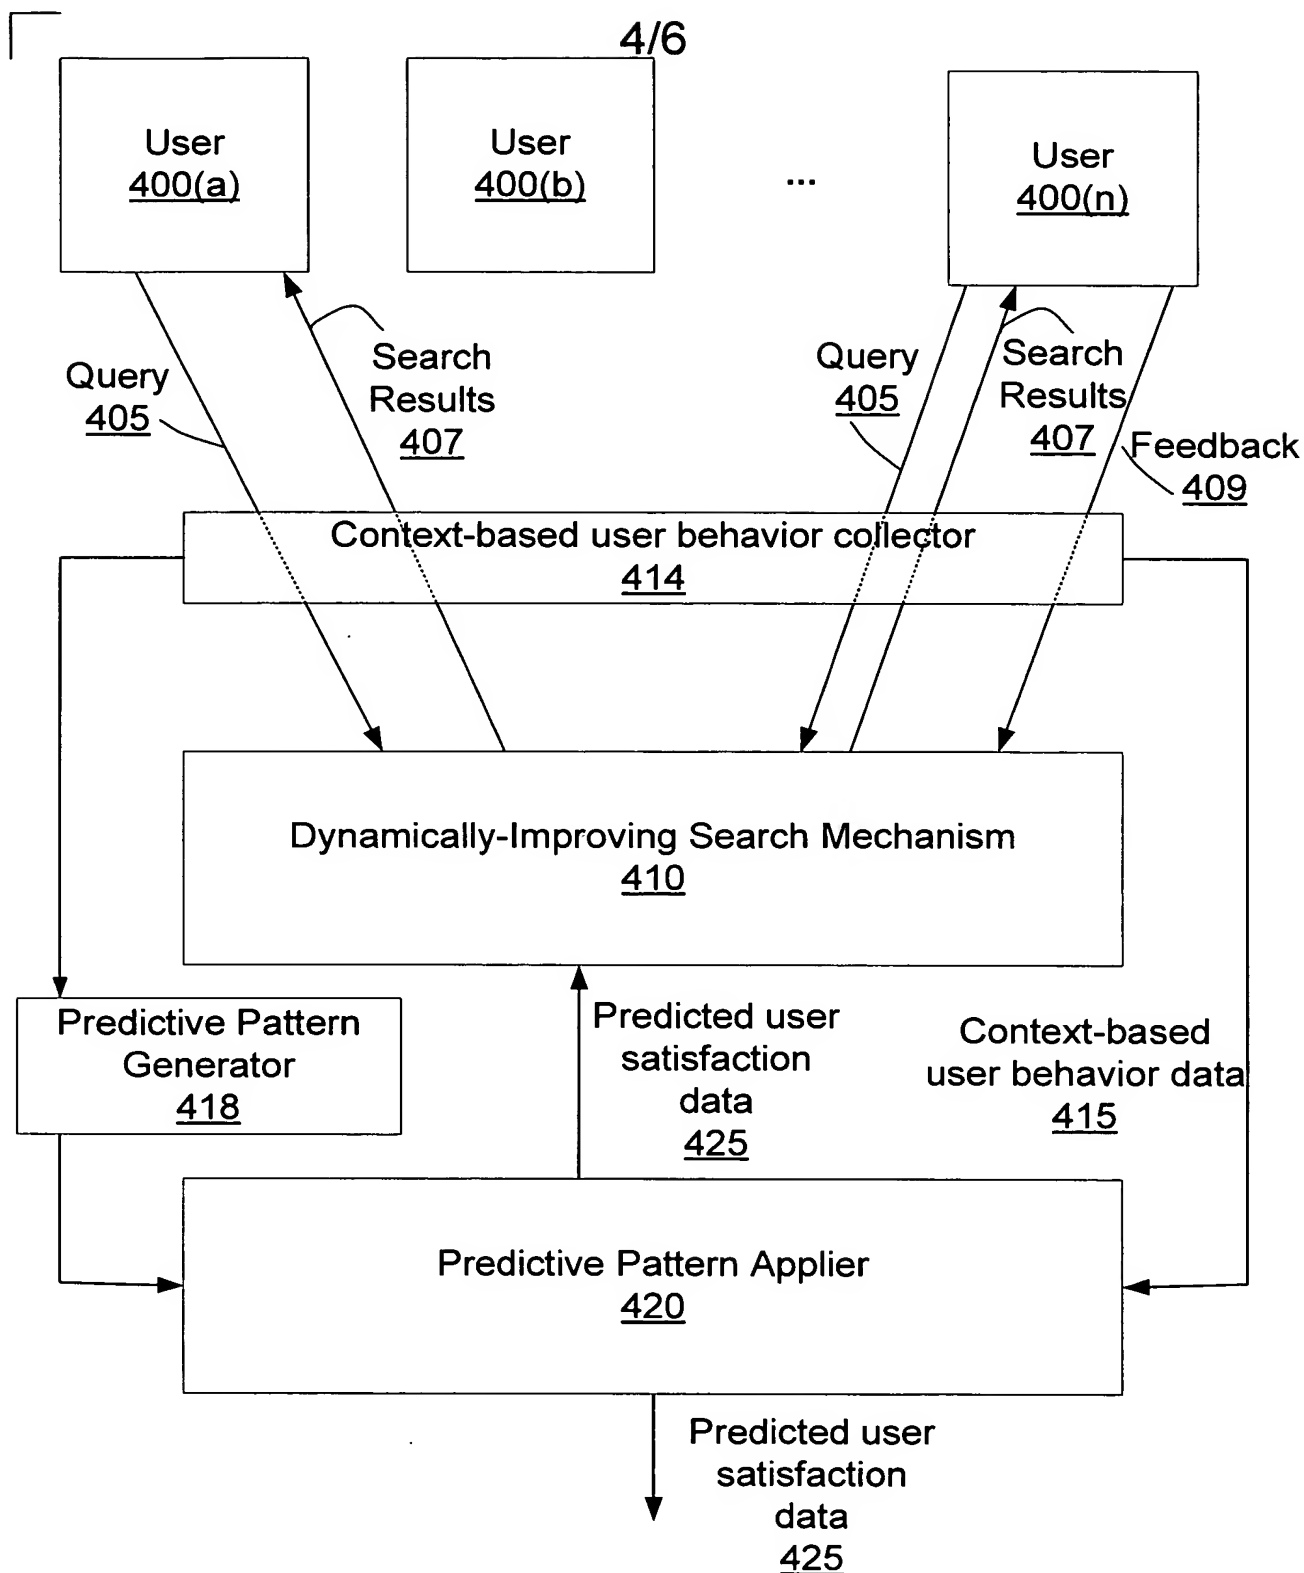 4/6
User
400(a)
User
400(b)
...
User
400(n)
Query
405
Search
Results
407
Query
405
Search
Results
407
Feedback
409
Context-based user behavior collector
414
Dynamically-Improving Search Mechanism
410
Predictive Pattern
Generator
418
Predicted user
satisfaction
data
425
Context-based
user behavior data
415
Predictive Pattern Applier
420
Predicted user
satisfaction
data
425